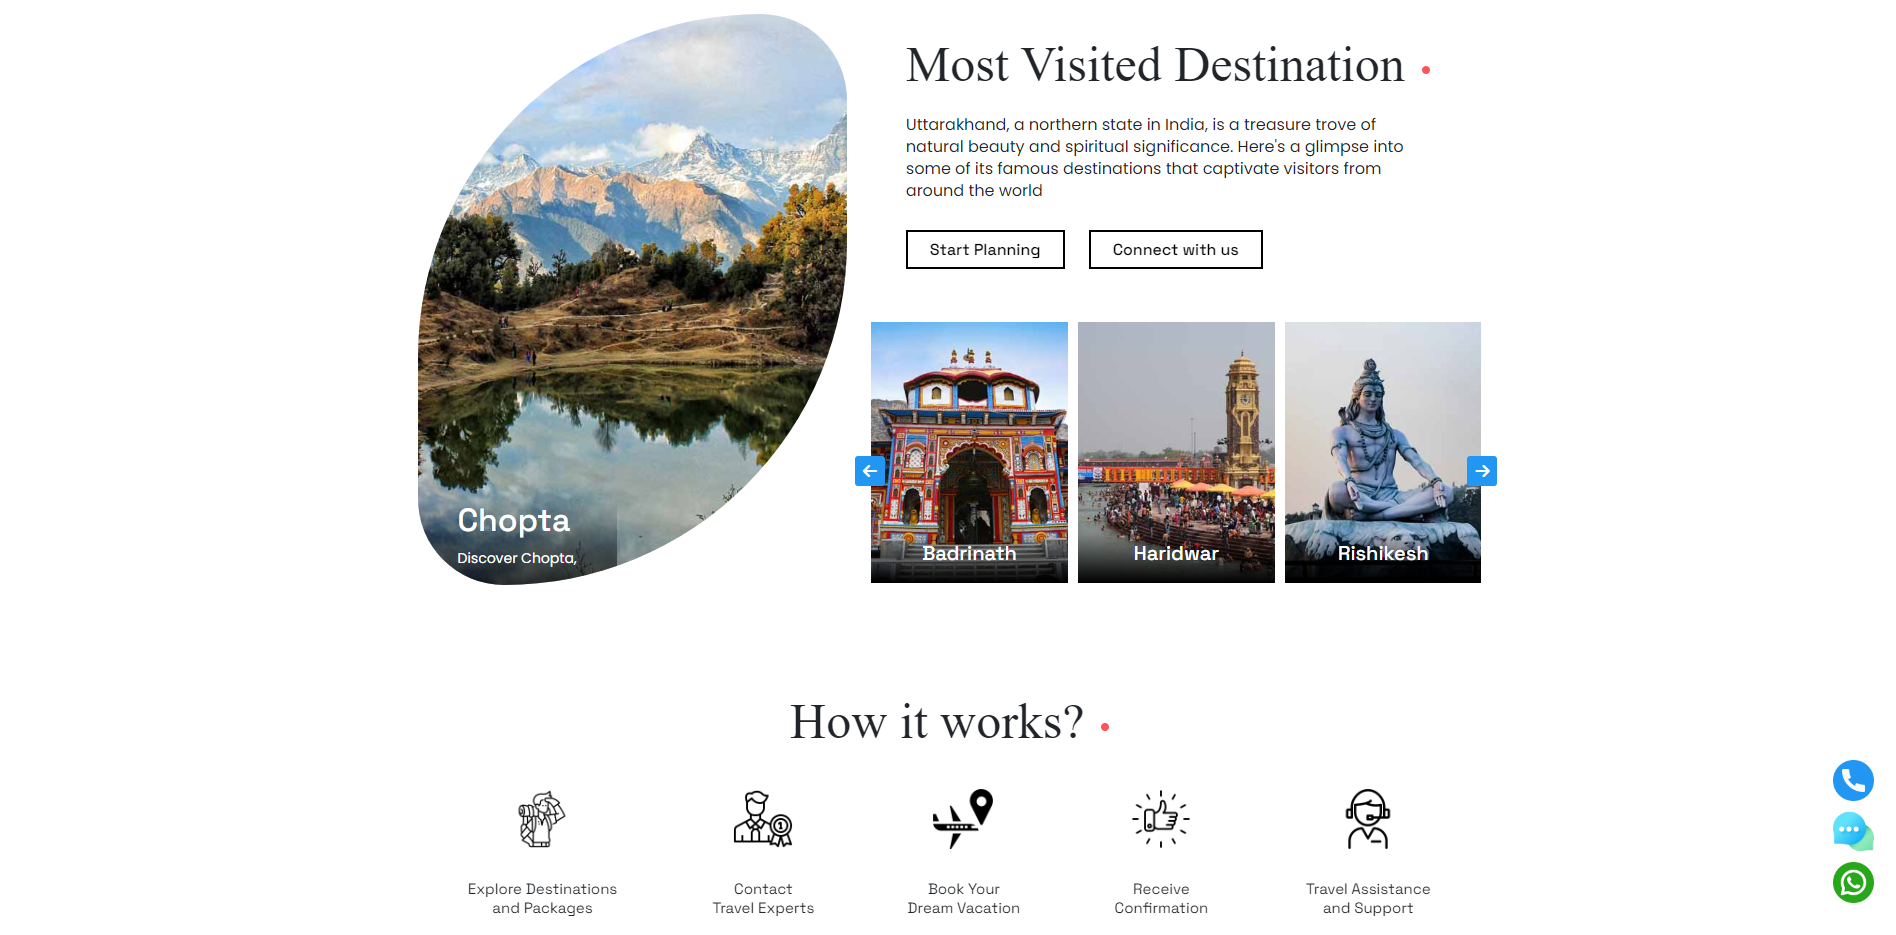 Most Visited Destination
Uttarakhand, a northern state in India, is a treasure trove of
natural beauty and spiritual significance. Here's a glimpse into
some of its famous destinations that captivate visitors from
around the world
Start Planning
Connect with us
Chopta
Discover Chopta,
Badrinath
Haridwar
Rishikesh
How it works?
Explore Destinations
and Packages
Contact
Travel Experts
Book Your
Dream Vacation
Receive
Confirmation
Travel Assistance
and Support